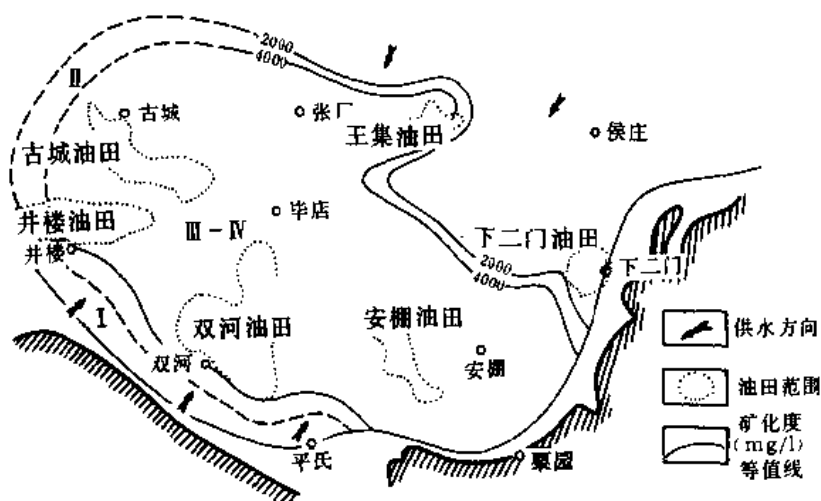 2000
4000
Ⅱ
古城
张厂
王集油田
侯庄
古城油田
井楼油田
毕店
Ⅲ-Ⅳ
下二门油田
井楼
2000
4000
下二门
Ⅰ
双河油田
安棚油田
双河
安棚
平氏
栗园
供水方向
油田范围
矿化度
(mg/l)
等值线